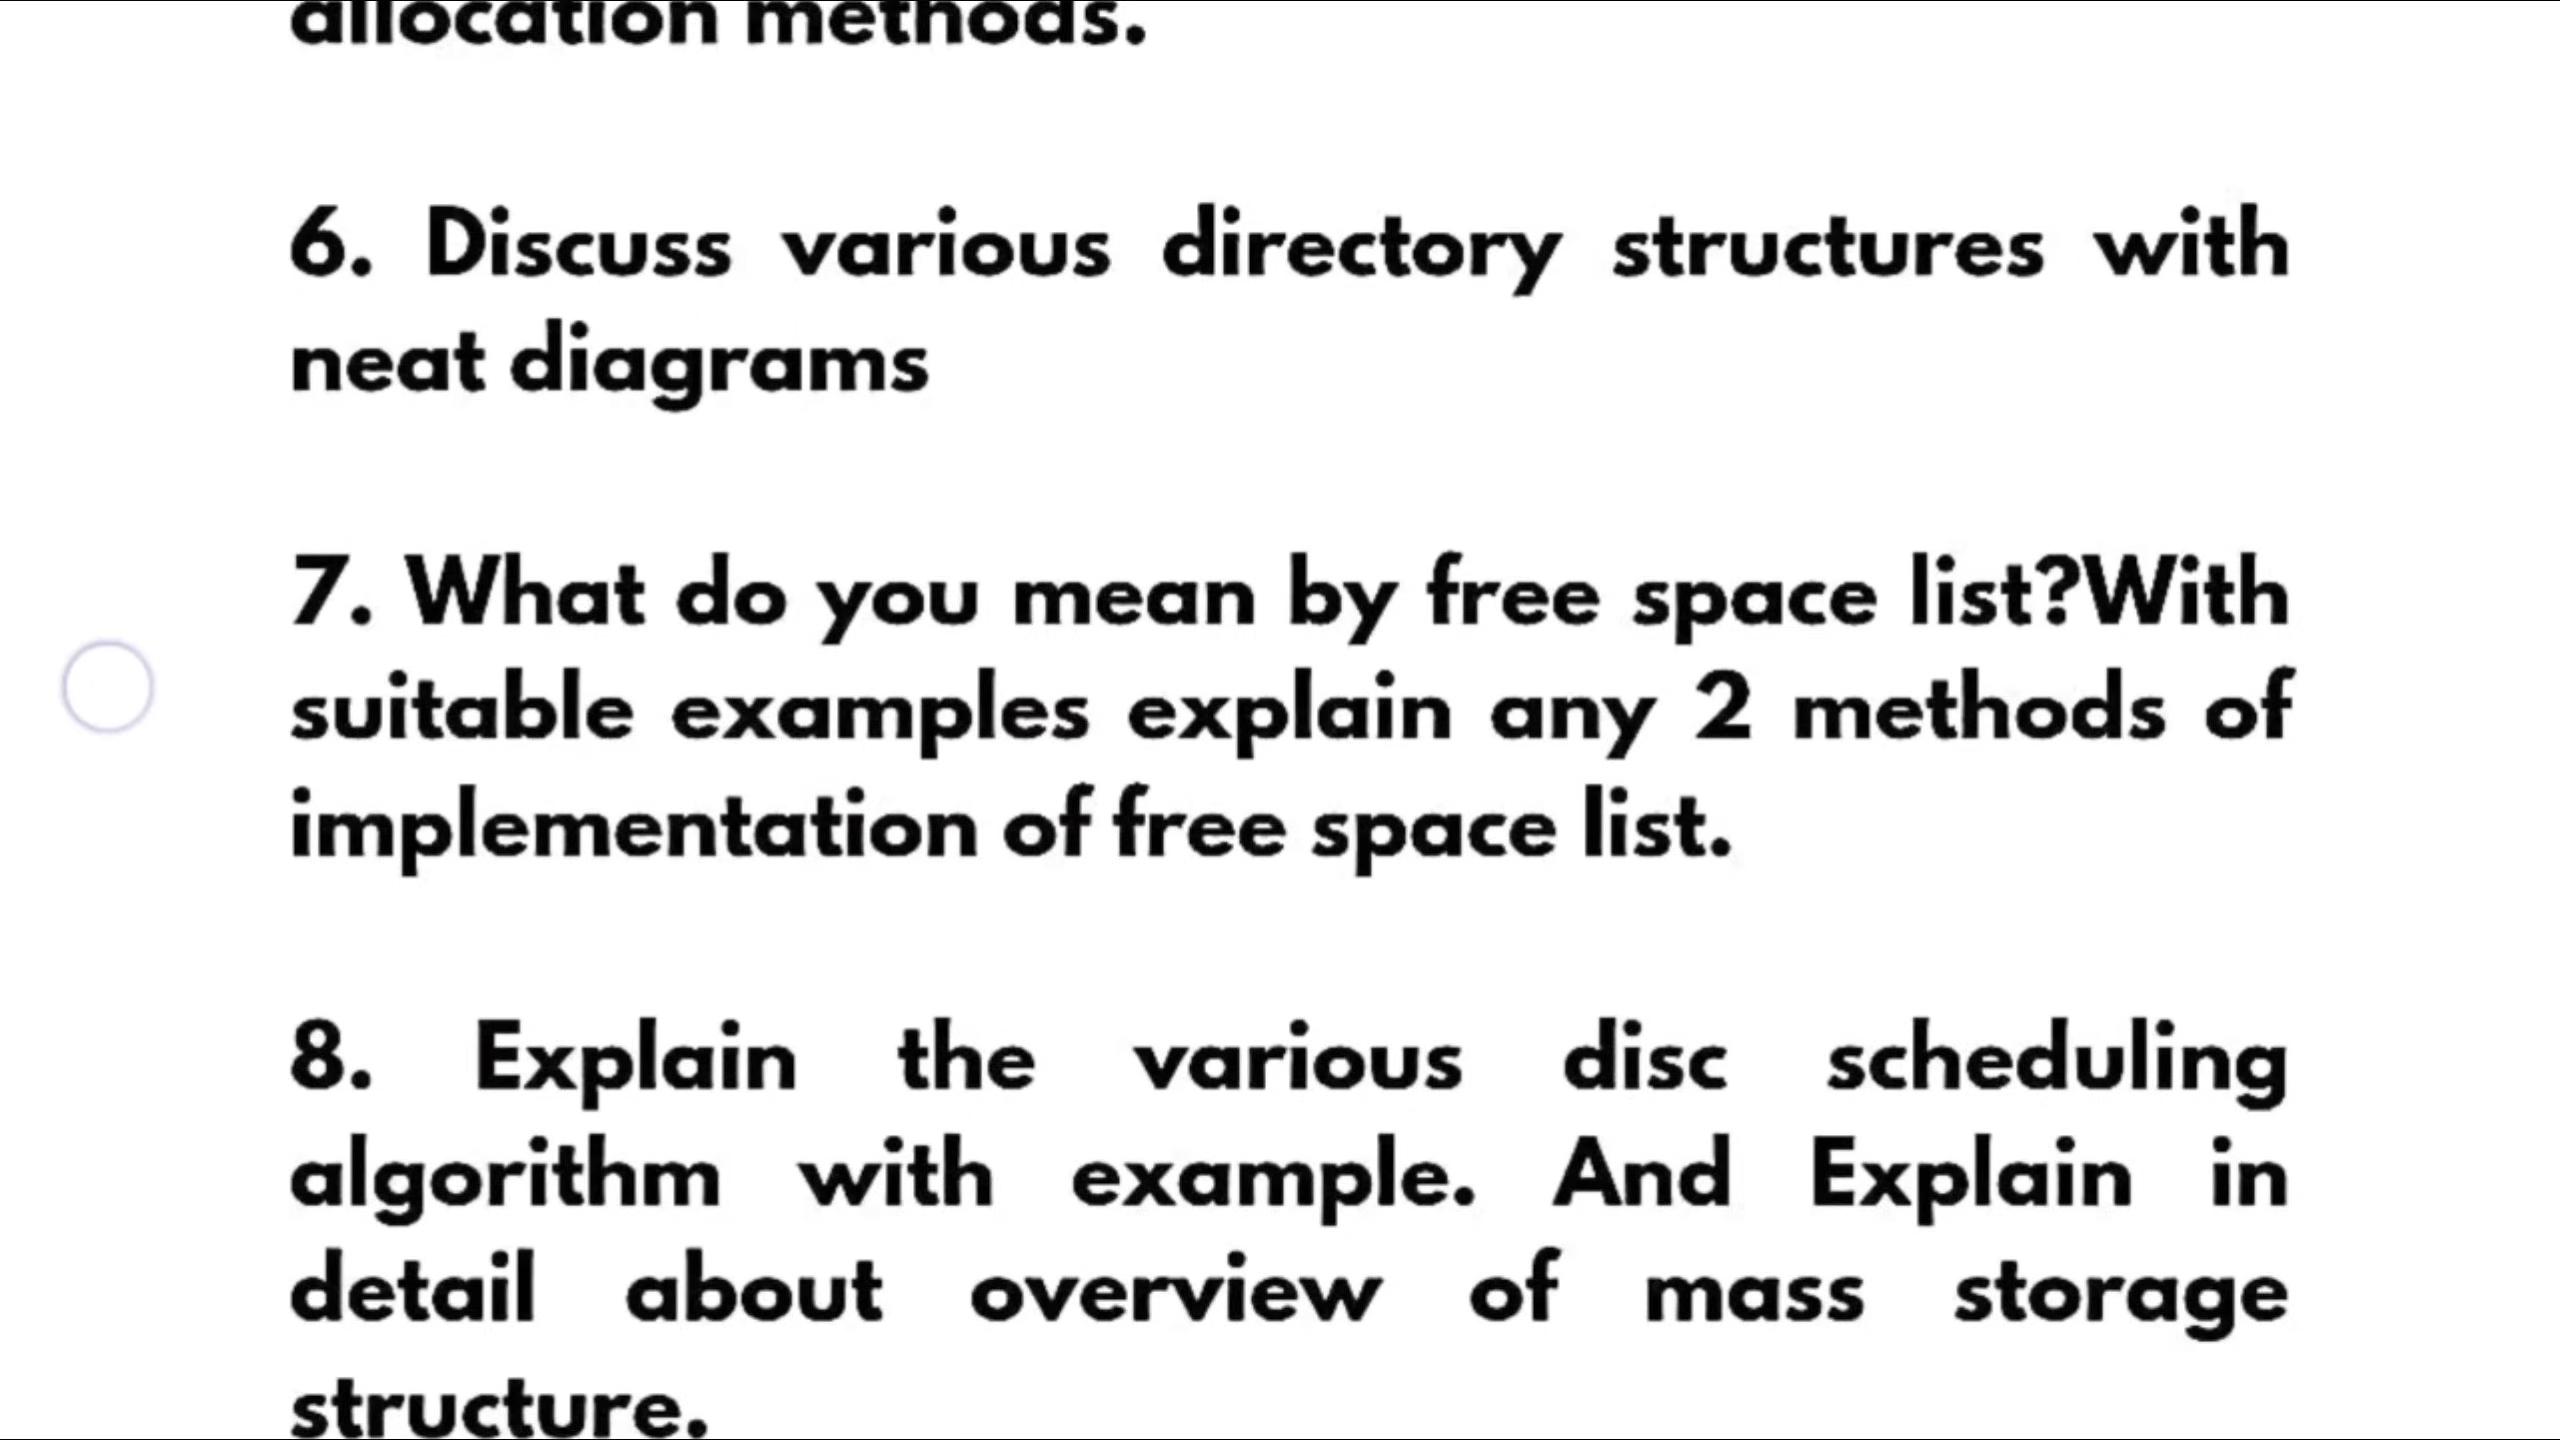 allocation methods.
6. Discuss various directory structures with
neat diagrams
7. What do you mean by free space list?With
suitable examples explain any 2 methods of
implementation of free space list.
8. Explain the various disc scheduling
algorithm with example. And Explain in
detail about overview of mass storage
structure.